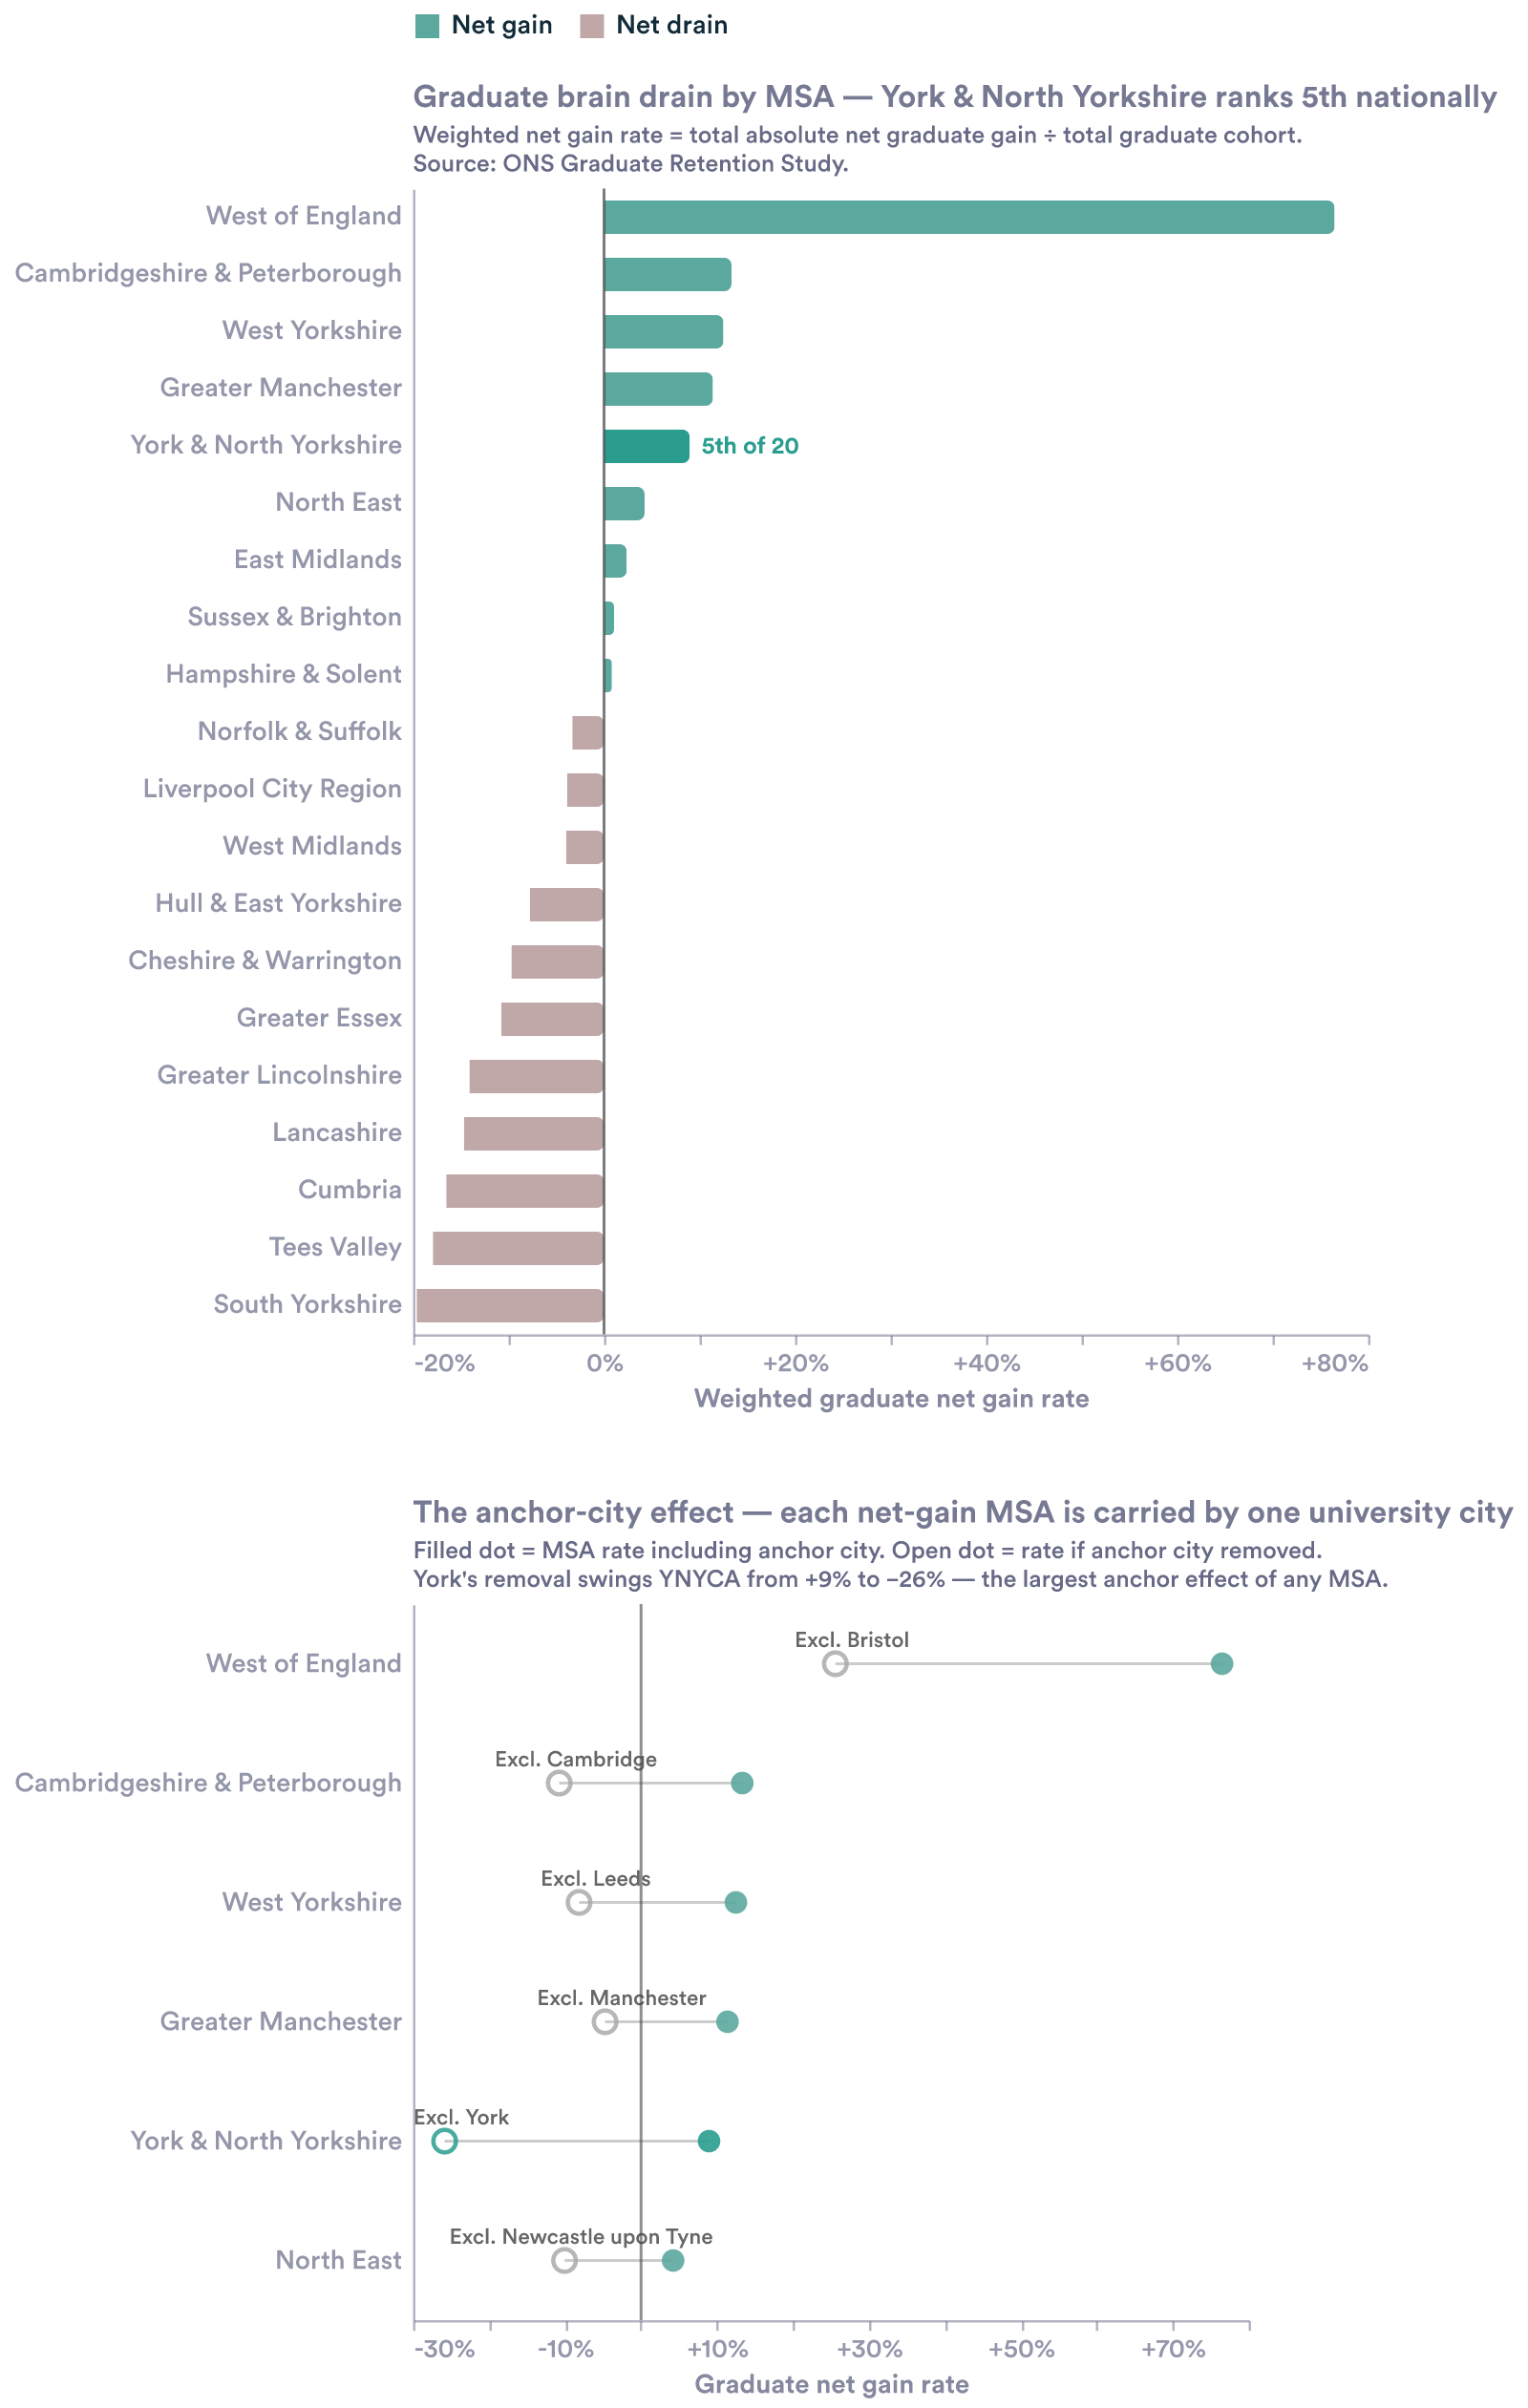 Net gain
Net drain
Graduate brain drain by MSA — York & North Yorkshire ranks 5th nationally
Weighted net gain rate = total absolute net graduate gain ÷ total graduate cohort.
Source: ONS Graduate Retention Study.
West of England
Cambridgeshire & Peterborough
West Yorkshire
Greater Manchester
York & North Yorkshire
5th of 20
North East
East Midlands
Sussex & Brighton
Hampshire & Solent
Norfolk & Suffolk
Liverpool City Region
West Midlands
Hull & East Yorkshire
Cheshire & Warrington
Greater Essex
Greater Lincolnshire
Lancashire
Cumbria
Tees Valley
South Yorkshire
-20% 0% +20% +40% +60% +80%
Weighted graduate net gain rate
The anchor-city effect — each net-gain MSA is carried by one university city
Filled dot = MSA rate including anchor city. Open dot = rate if anchor city removed.
York's removal swings YNYCA from +9% to −26% — the largest anchor effect of any MSA.
Excl. Bristol
West of England
Excl. Cambridge
Cambridgeshire & Peterborough
Excl. Leeds
West Yorkshire
Excl. Manchester
Greater Manchester
Excl. York
York & North Yorkshire
Excl. Newcastle upon Tyne
North East
-30% -10% +10% +30% +50% +70%
Graduate net gain rate